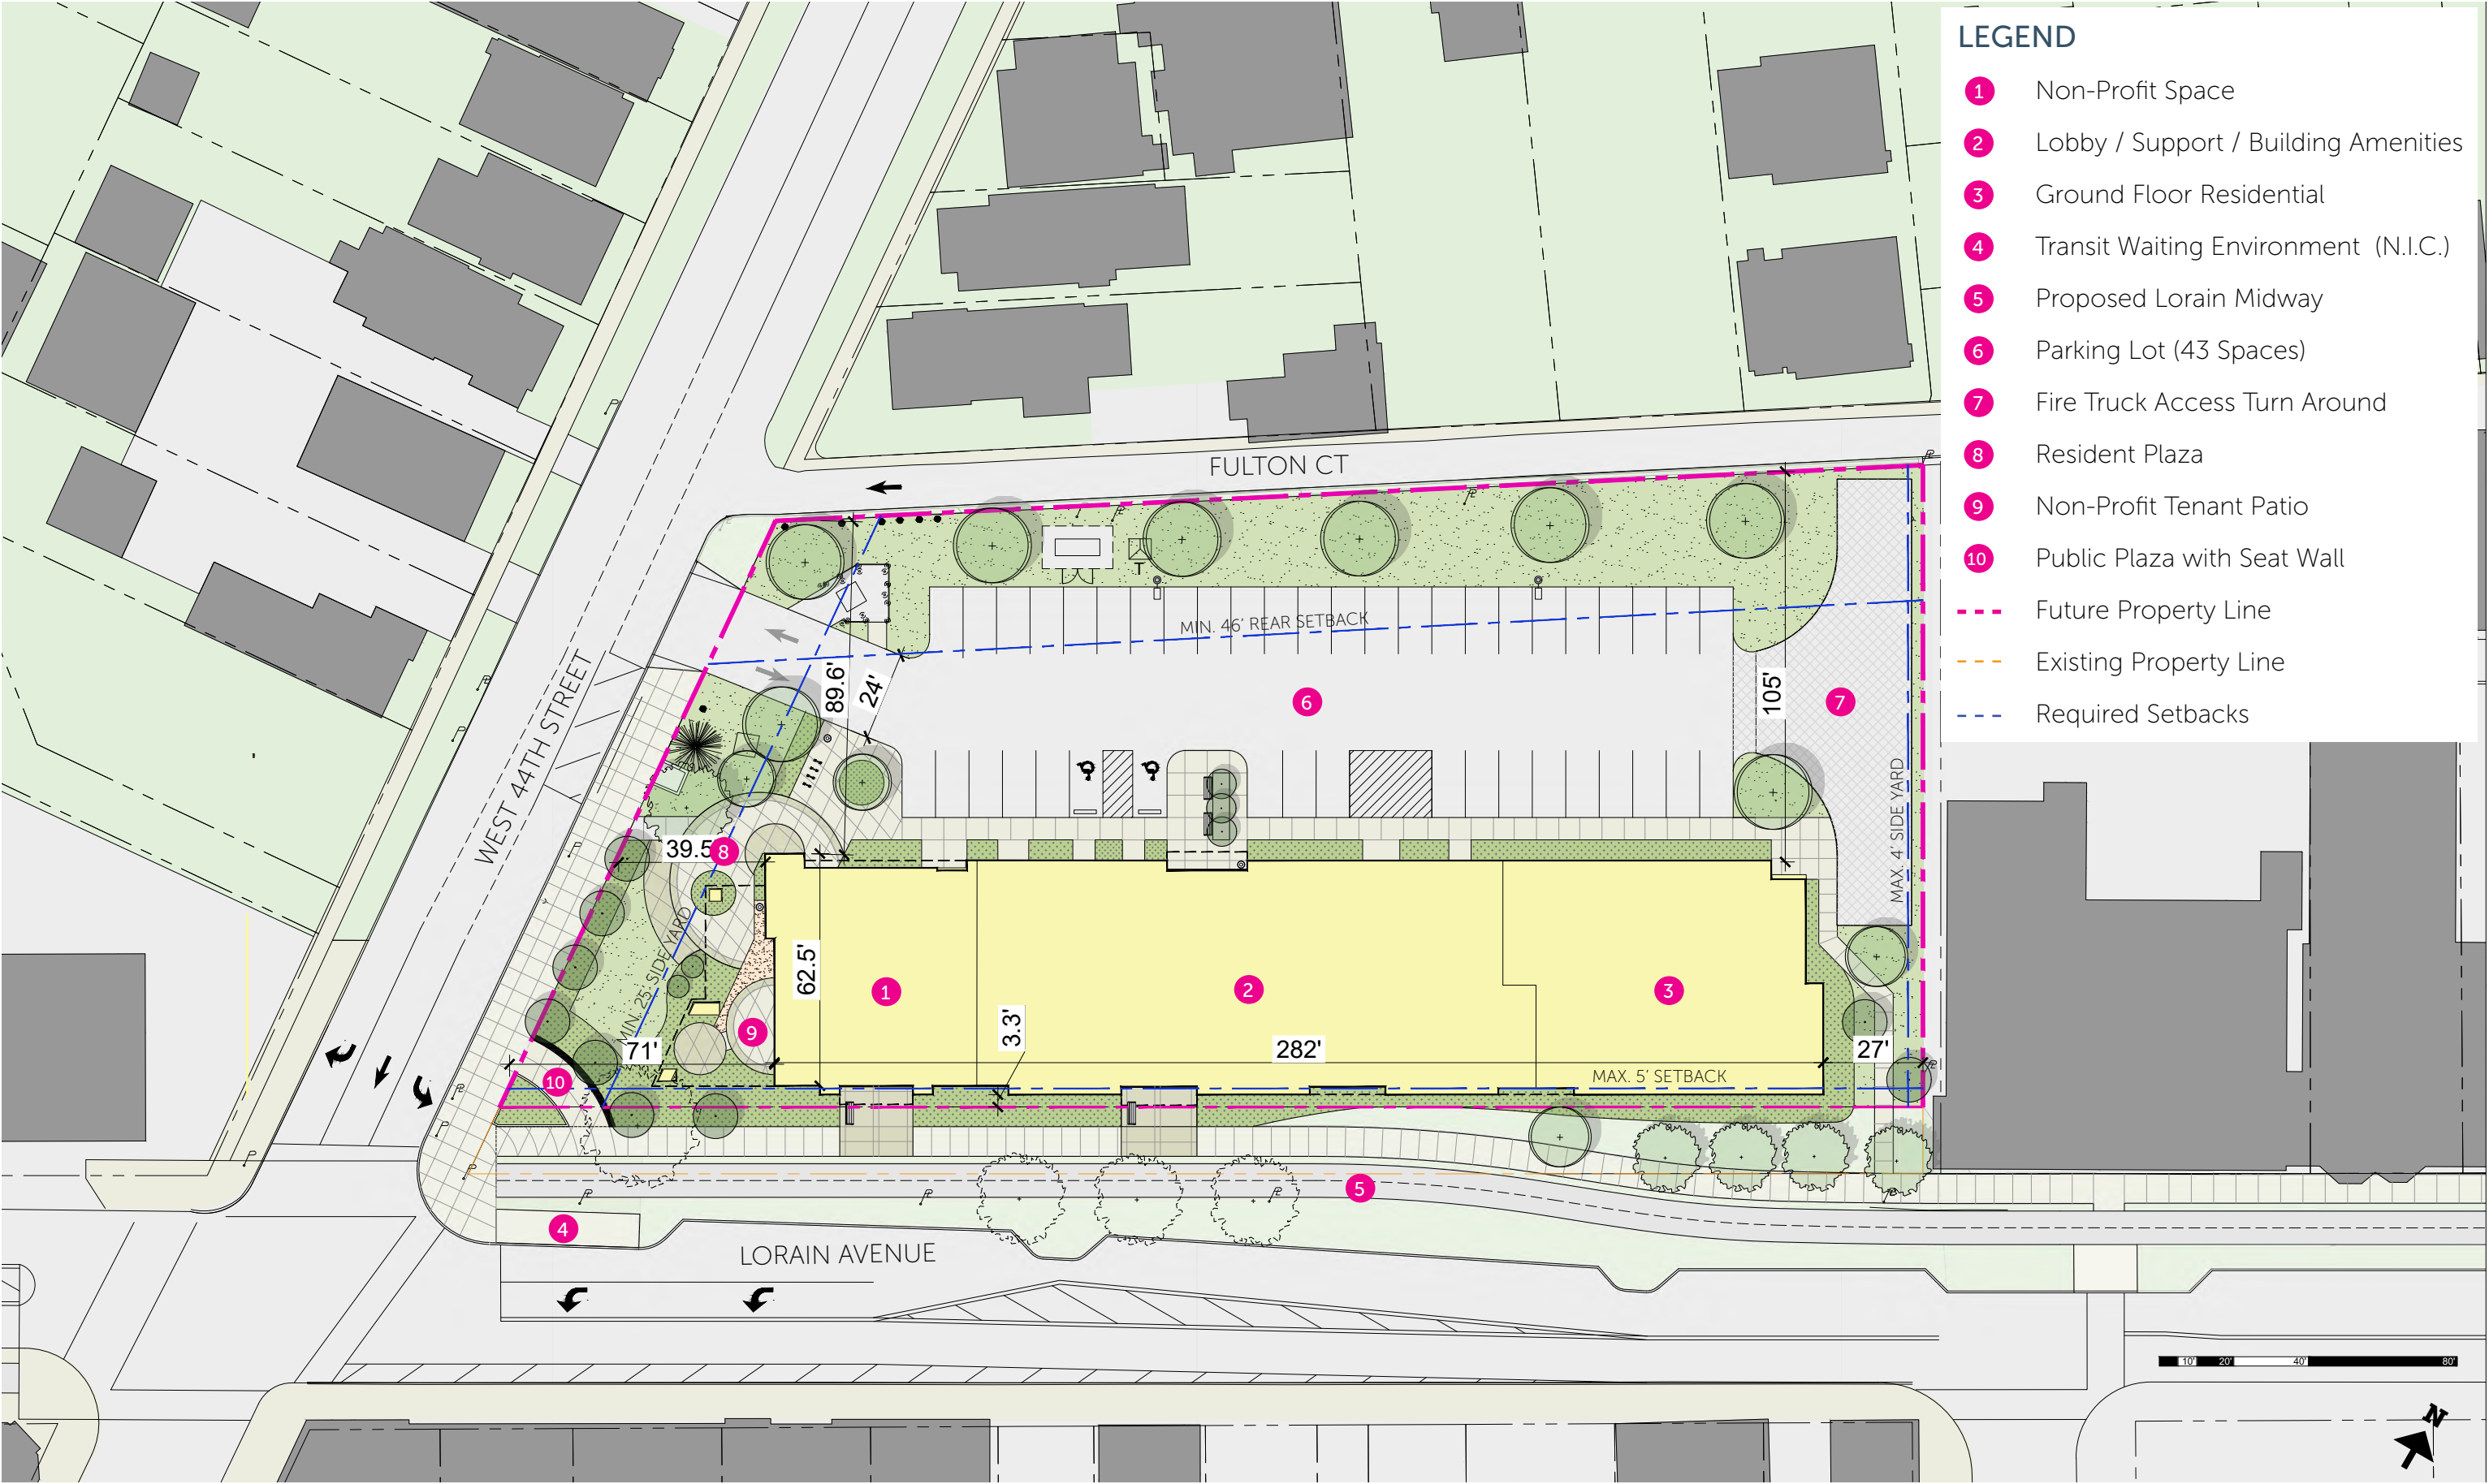 LEGEND
1 Non-Profit Space
2 Lobby / Support / Building Amenities
3 Ground Floor Residential
4 Transit Waiting Environment (N.I.C.)
5 Proposed Lorain Midway
6 Parking Lot (43 Spaces)
7 Fire Truck Access Turn Around
8 Resident Plaza
9 Non-Profit Tenant Patio
10 Public Plaza with Seat Wall
Future Property Line
Existing Property Line
Required Setbacks
FULTON CT
T
MIN. 46' REAR SETBACK
89.6'
24'
6
105'
7
WEST 44TH STREET
MAX. 4' SIDE YARD
39.5
8
MIN. 25' SIDE YARD
62.5'
1
2
3
9
3.3'
71'
282'
27'
10
MAX. 5' SETBACK
5
4
LORAIN AVENUE
10' 20' 40' 80'
N